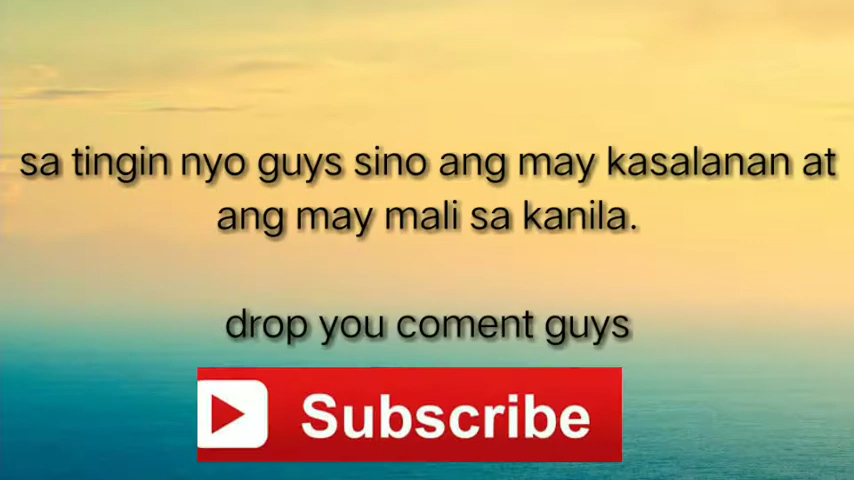 sa tingin nyo guys sino ang may kasalanan at
ang may mali sa kanila.
drop you coment guys
Subscribe